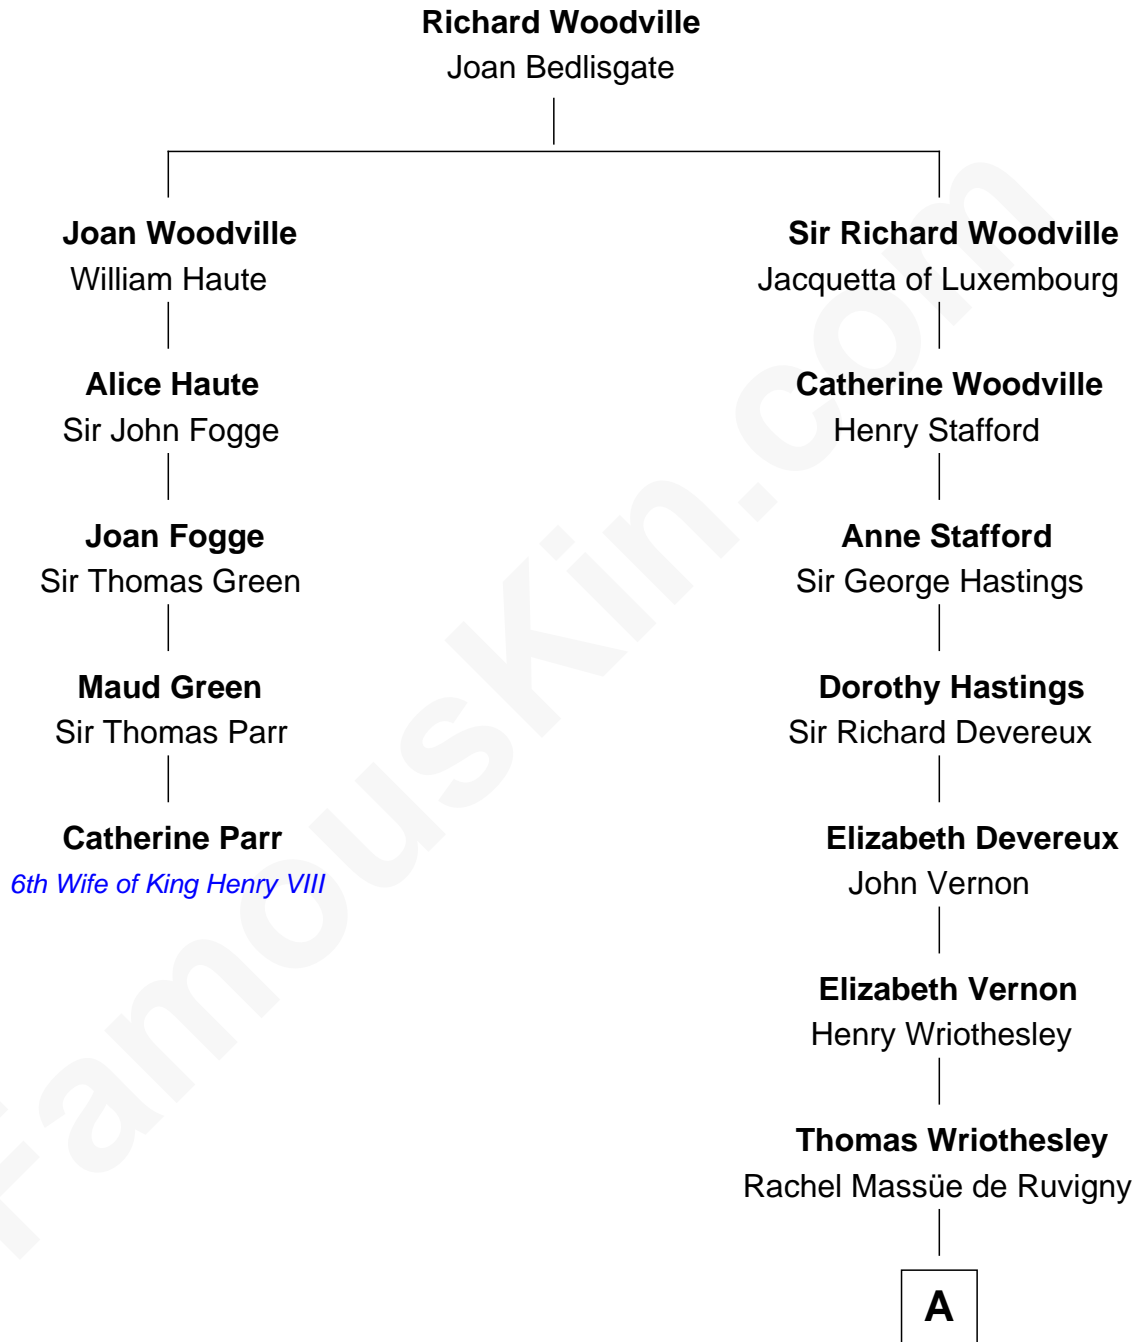 Richard Woodville
Joan Bedlisgate
Joan Woodville
William Haute
Sir Richard Woodville
Jacquetta of Luxembourg
Alice Haute
Sir John Fogge
Catherine Woodville
Henry Stafford
Joan Fogge
Sir Thomas Green
Anne Stafford
Sir George Hastings
Maud Green
Sir Thomas Parr
Dorothy Hastings
Sir Richard Devereux
Catherine Parr
6th Wife of King Henry VIII
Elizabeth Devereux
John Vernon
Elizabeth Vernon
Henry Wriothesley
Thomas Wriothesley
Rachel Massüe de Ruvigny
A
FamousKin.com